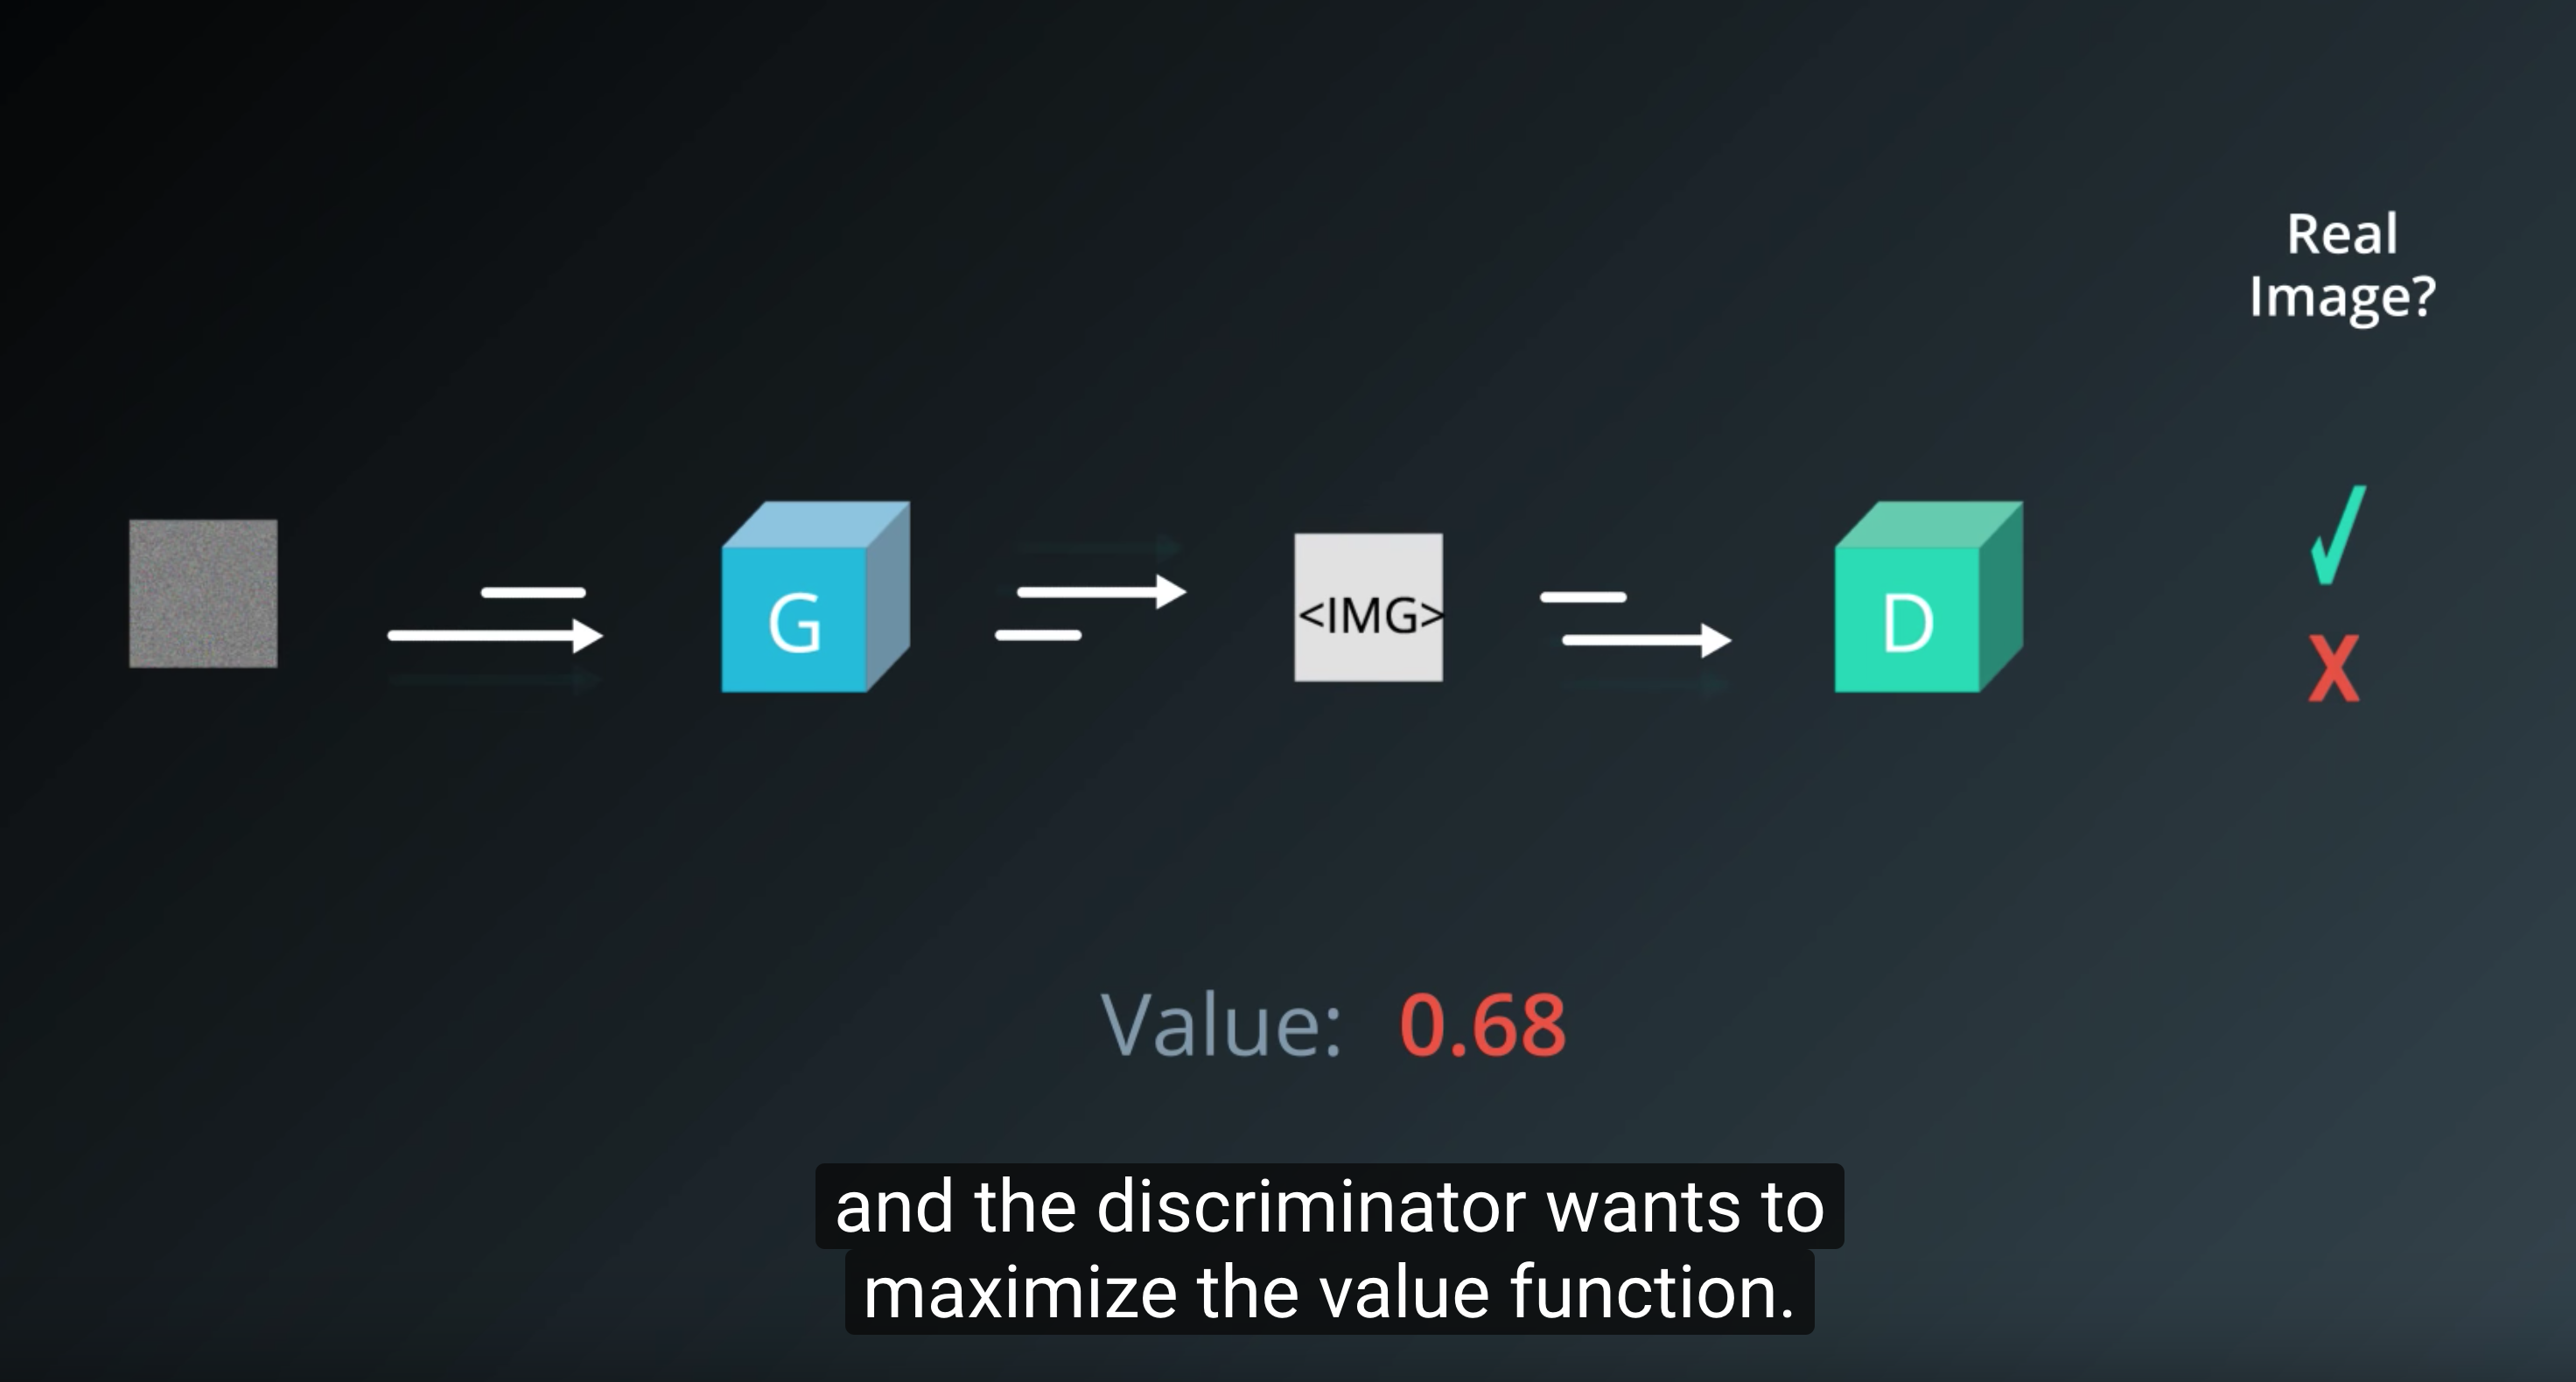 Real
Image?
G
<IMG>
D
✓
X
Value: 0.68
and the discriminator wants to
maximize the value function.